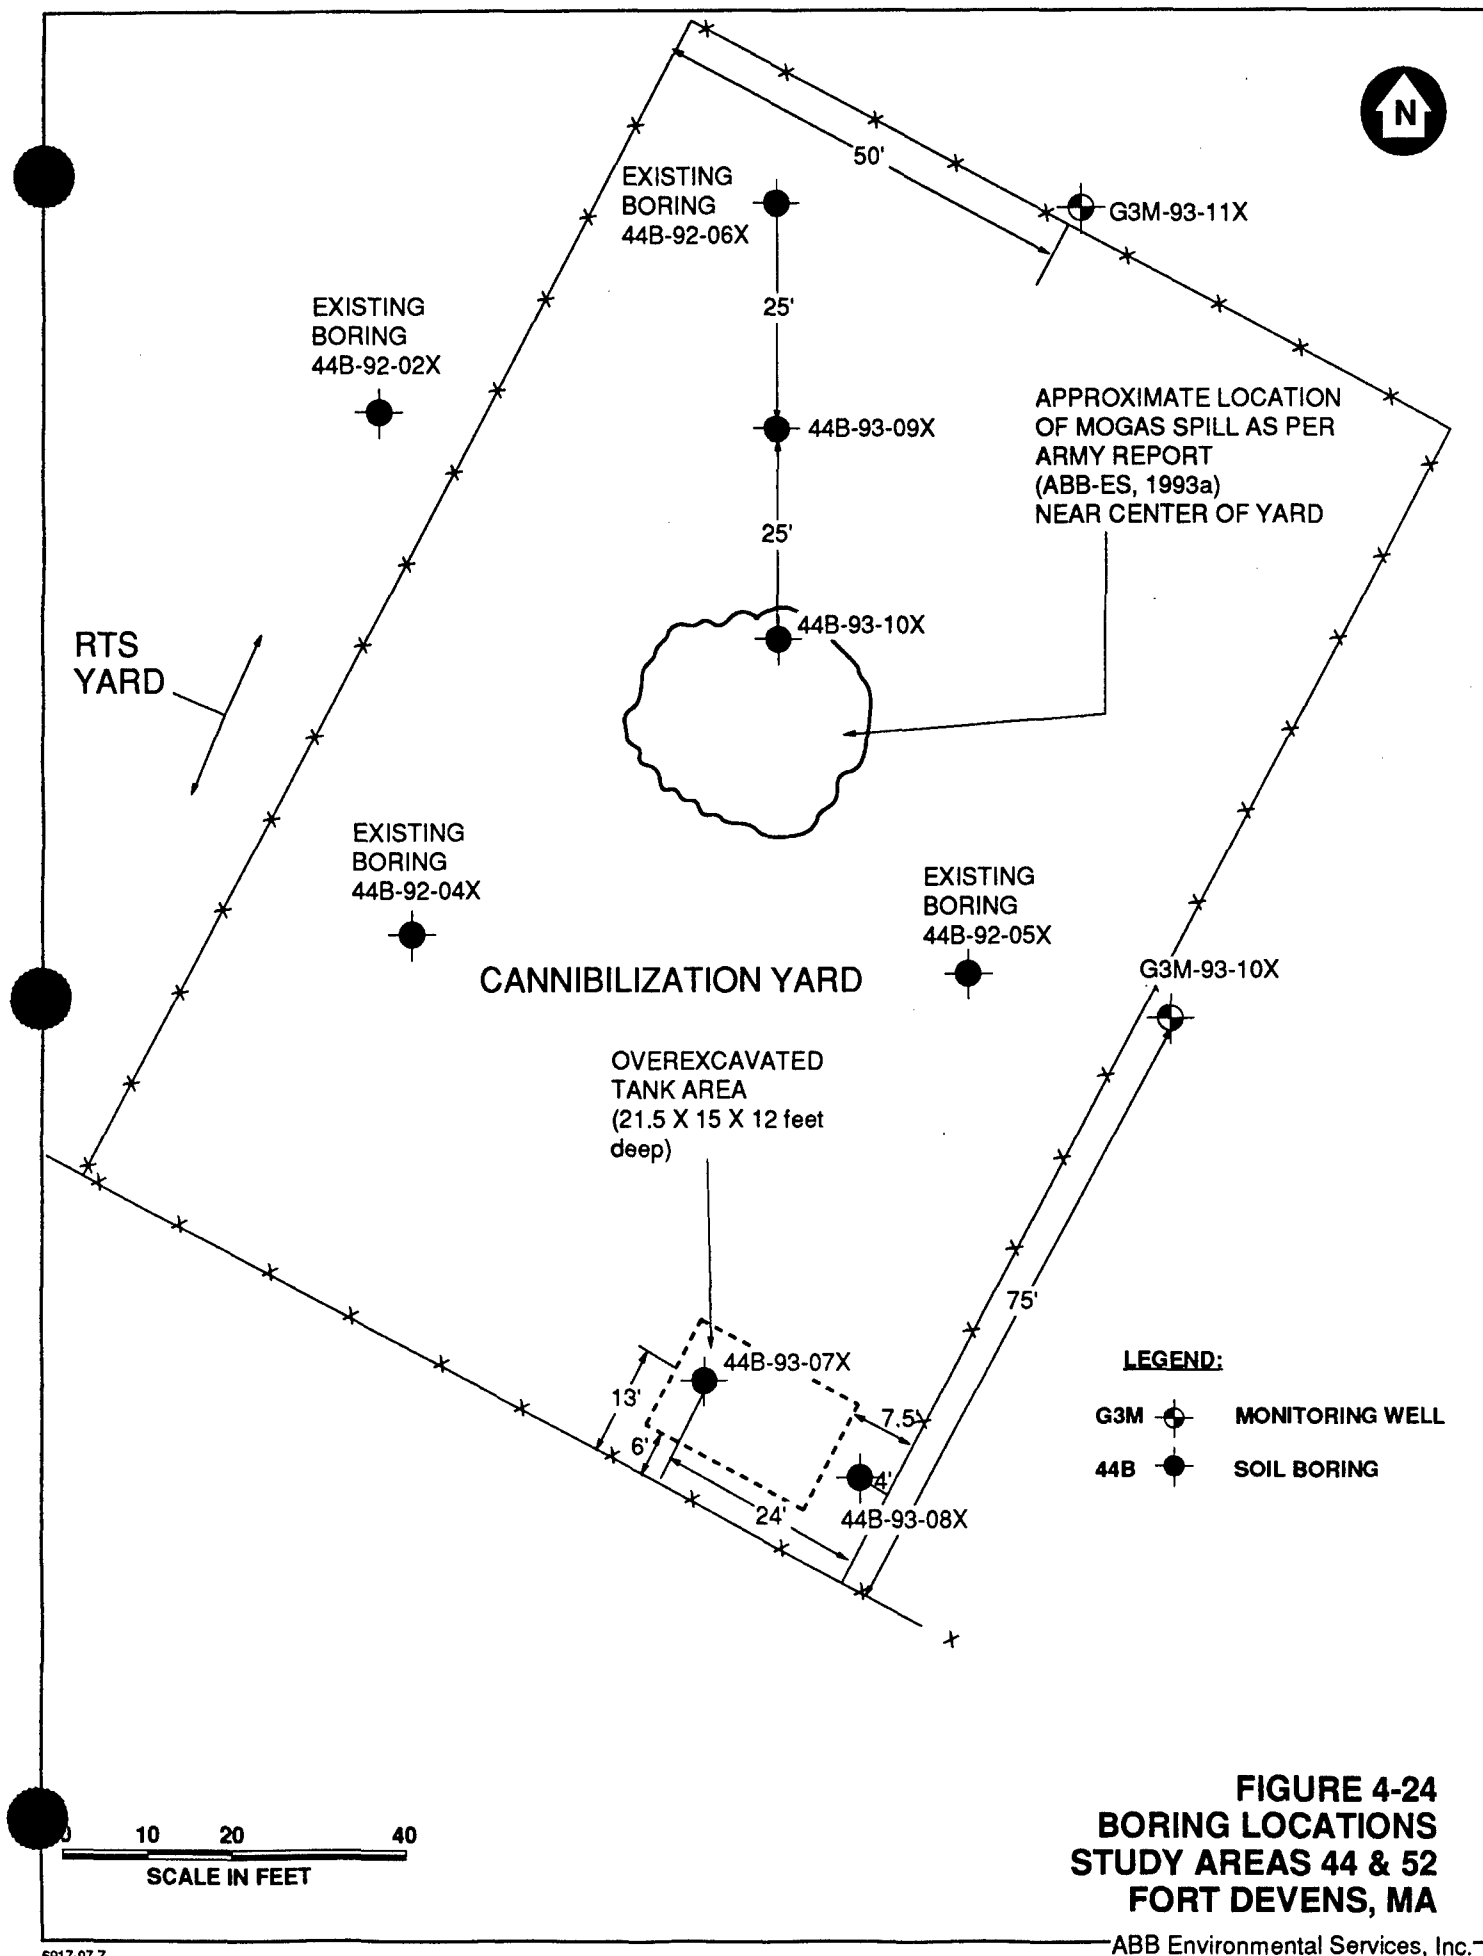 N
50'
EXISTING
BORING
44B-92-06X
G3M-93-11X
25'
EXISTING
BORING
44B-92-02X
APPROXIMATE LOCATION
OF MOGAS SPILL AS PER
ARMY REPORT
(ABB-ES, 1993a)
NEAR CENTER OF YARD
44B-93-09X
25'
44B-93-10X
RTS
YARD
EXISTING
BORING
44B-92-04X
EXISTING
BORING
44B-92-05X
CANNIBILIZATION YARD
G3M-93-10X
OVEREXCAVATED
TANK AREA
(21.5 X 15 X 12 feet
deep)
75'
44B-93-07X
13'
7.5'
6'
4'
24'
44B-93-08X
LEGEND:
G3M MONITORING WELL
44B SOIL BORING
0 10 20 40
SCALE IN FEET
FIGURE 4-24
BORING LOCATIONS
STUDY AREAS 44 & 52
FORT DEVENS, MA
ABB Environmental Services, Inc.